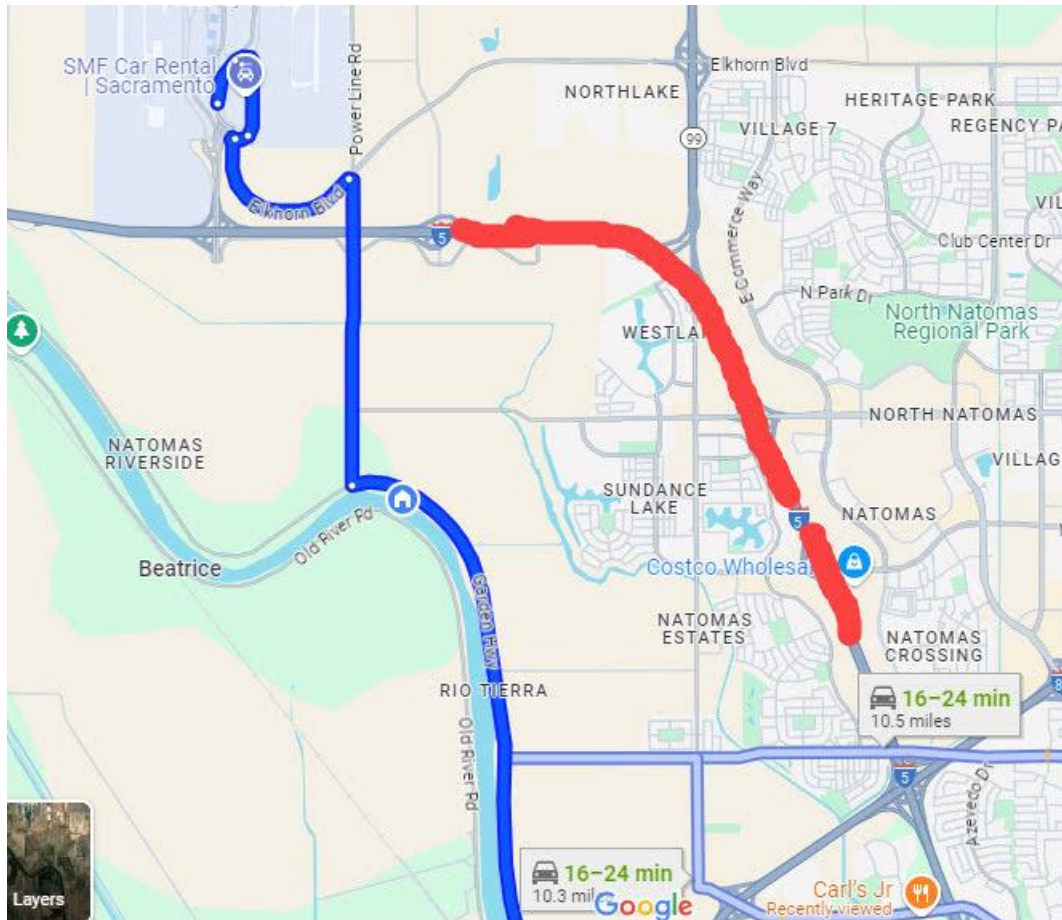 SMF Car Rental
| Sacramento
Power Line Rd
Elkhorn Blvd
NORTHLAKE
HERITAGE PARK
VILLAGE 7
REGENCY PA
99
Elkhorn Blvd
E Commerce Way
VIL
Club Center Dr
5
N Park Dr
North Natomas
Regional Park
WESTLA
NORTH NATOMAS
NATOMAS
RIVERSIDE
VILLAG
SUNDANCE
LAKE
Old River Rd
5
NATOMAS
Beatrice
Costco Wholesa
Garden Hwy
NATOMAS
ESTATES
NATOMAS
CROSSING
RIO TIERRA
16–24 min
10.5 miles
8
Old River Rd
5
Azevedo Dr
Layers
16–24 min
10.3 mil
Google
Carl's Jr
Recently viewed